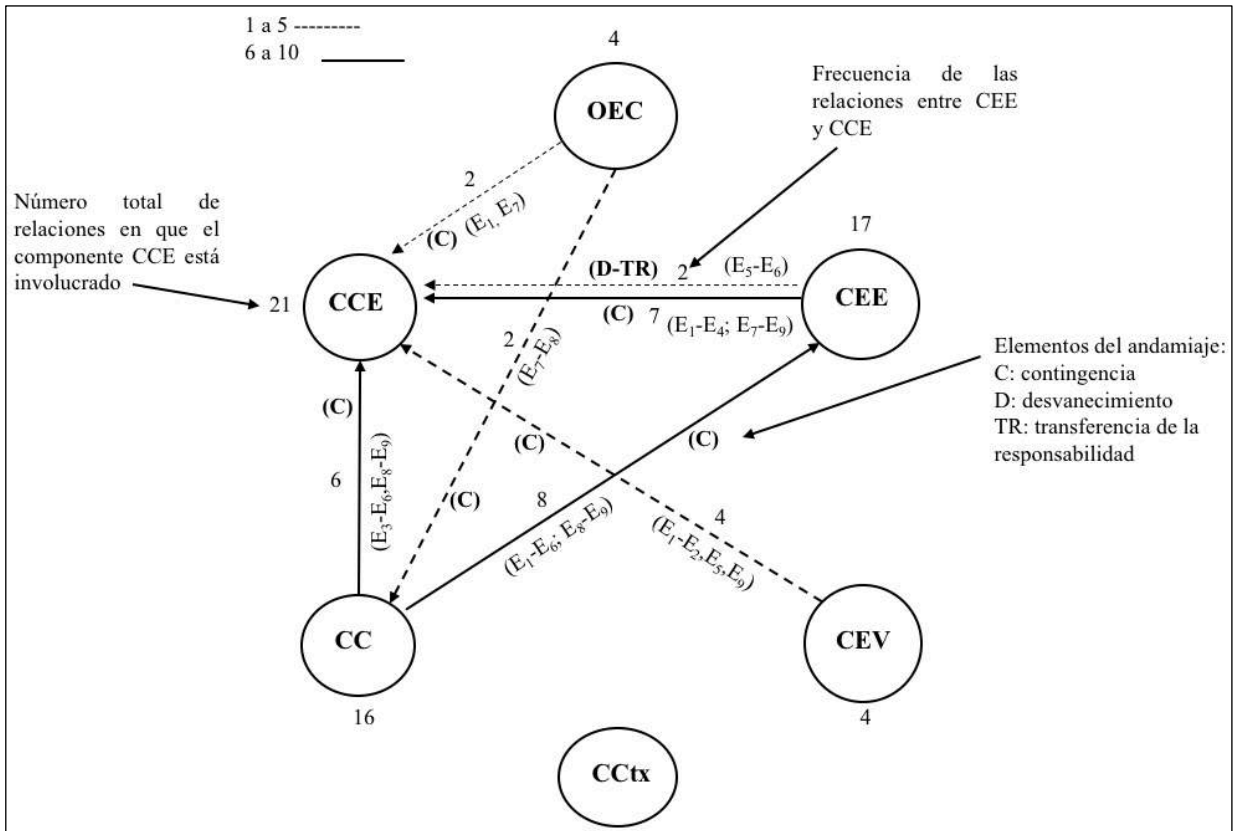 1 a 5 ---------
6 a 10
4
OEC
Frecuencia de las
relaciones entre CEE
y CCE
Número total de
relaciones en que el
componente CCE está
involucrado
2
(C) (E1, E7)
17
(D-TR) 2 (E5-E6)
21
CCE
CEE
(C) 7 (E1-E4; E7-E9)
2
(E7-E8)
Elementos del andamiaje:
C: contingencia
D: desvanecimiento
TR: transferencia de la
responsabilidad
(C)
(C)
(C)
6
(E3-E6,E8-E9)
(C)
8
(E1-E6; E8-E9)
4
(E1-E2,E5,E9)
CC
CEV
16
4
CCtx